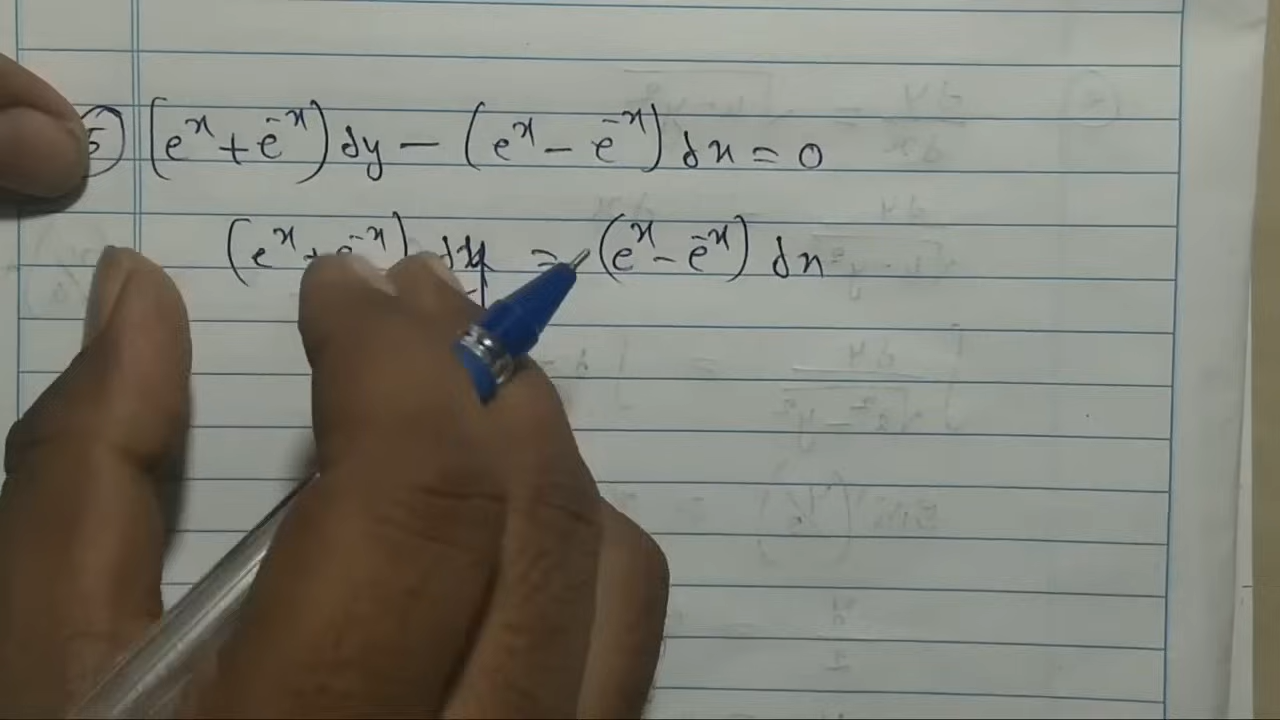 (5) (e^x + e^-x) dy - (e^x - e^-x) dx = 0
(e^x + e^-x) dy = (e^x - e^-x) dx